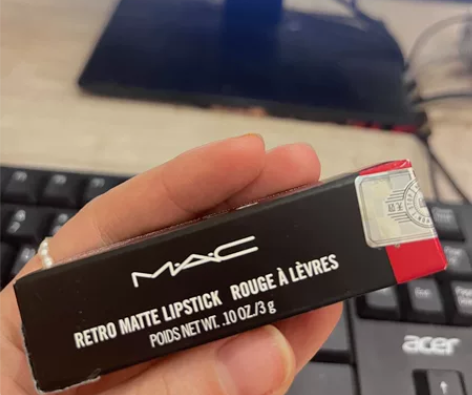 M·A·C
RETRO MATTE LIPSTICK ROUGE À LÈVRES
POIDS NET WT. .10 OZ./3 g
acer